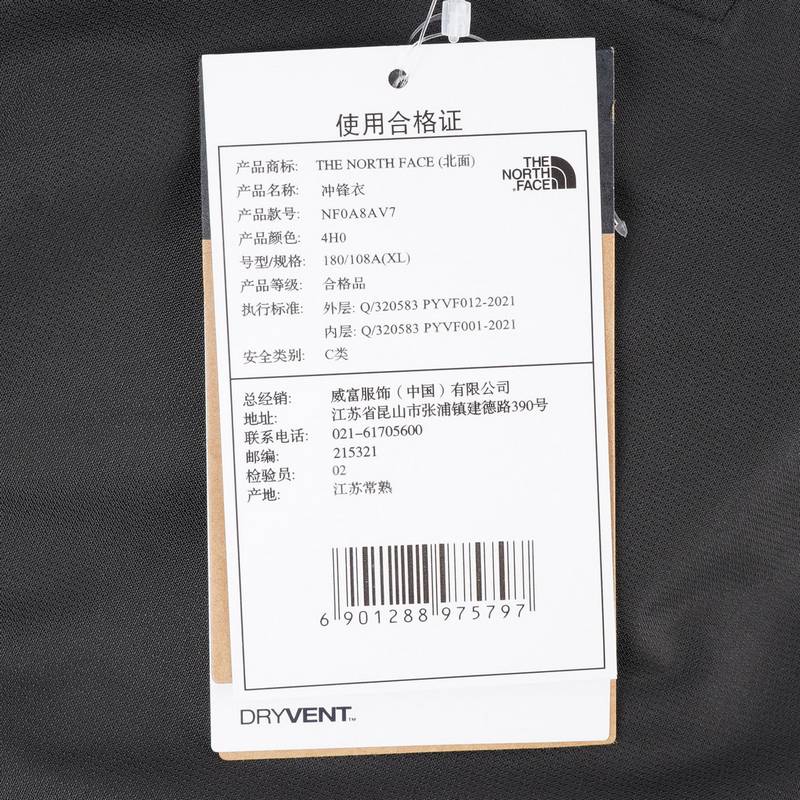 使用合格证
产品商标: THE NORTH FACE (北面)
THE
NORTH
FACE
产品名称: 冲锋衣
产品款号: NF0A8AV7
产品颜色: 4H0
号型/规格: 180/108A(XL)
产品等级: 合格品
执行标准: 外层: Q/320583 PYVF012-2021
内层: Q/320583 PYVF001-2021
安全类别: C类
总经销: 威富服饰（中国）有限公司
地址: 江苏省昆山市张浦镇建德路390号
联系电话: 021-61705600
邮编: 215321
检验员: 02
产地: 江苏常熟
6 901288 975797
DRYVENT™